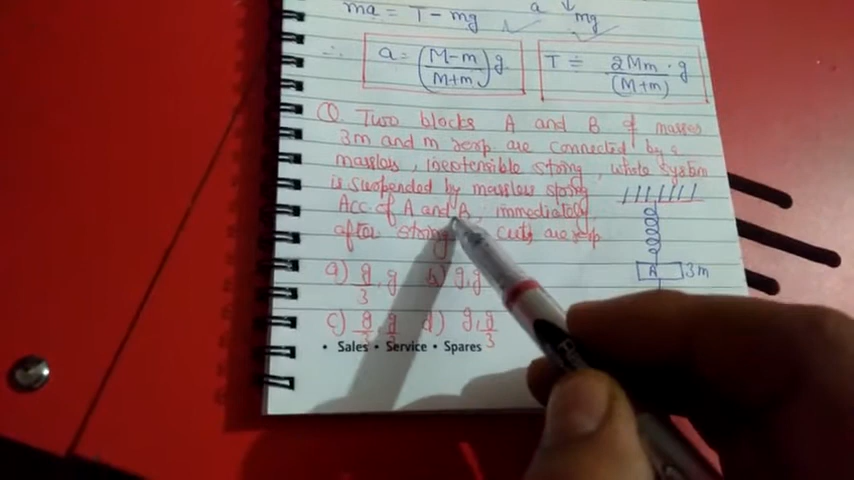 ma = T - mg
a
mg
∴ a = (M-m / M+m) g
T = 2Mm / (M+m) · g
Q. Two blocks A and B of masses
3m and m resp are connected by a
massless, inextensible string, whole system
is suspended by massless spring
Acc. of A and B, immediately
after string cuts are resp
A 3m
a) g/3, g b) g, g
c) g/3, g/3 d) g, g/3
• Sales • Service • Spares